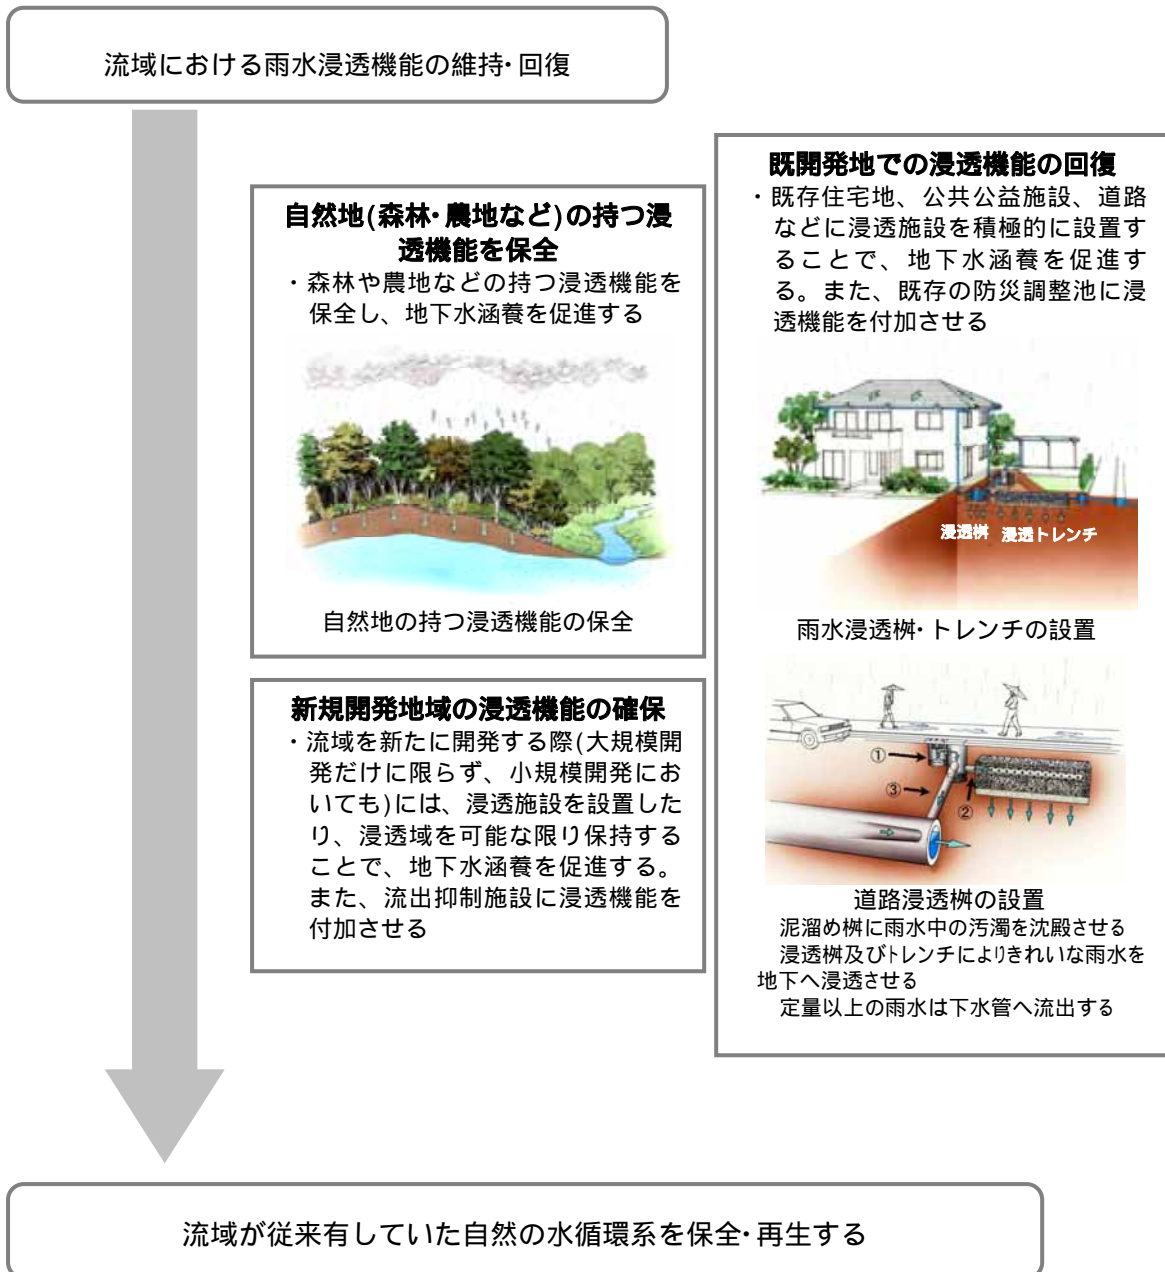 流域における雨水浸透機能の維持・回復
自然地(森林・農地など)の持つ浸
透機能を保全
・森林や農地などの持つ浸透機能を
保全し、地下水涵養を促進する
自然地の持つ浸透機能の保全
新規開発地域の浸透機能の確保
・流域を新たに開発する際(大規模開
発だけに限らず、小規模開発にお
いても)には、浸透施設を設置した
り、浸透域を可能な限り保持する
ことで、地下水涵養を促進する。
また、流出抑制施設に浸透機能を
付加させる
既開発地での浸透機能の回復
・既存住宅地、公共公益施設、道路
などに浸透施設を積極的に設置す
ることで、地下水涵養を促進す
る。また、既存の防災調整池に浸
透機能を付加させる
浸透桝 浸透トレンチ
雨水浸透桝・トレンチの設置
①
③
②
道路浸透桝の設置
泥溜め桝に雨水中の汚濁を沈殿させる
浸透桝及びトレンチによりきれいな雨水を
地下へ浸透させる
定量以上の雨水は下水管へ流出する
流域が従来有していた自然の水循環系を保全・再生する